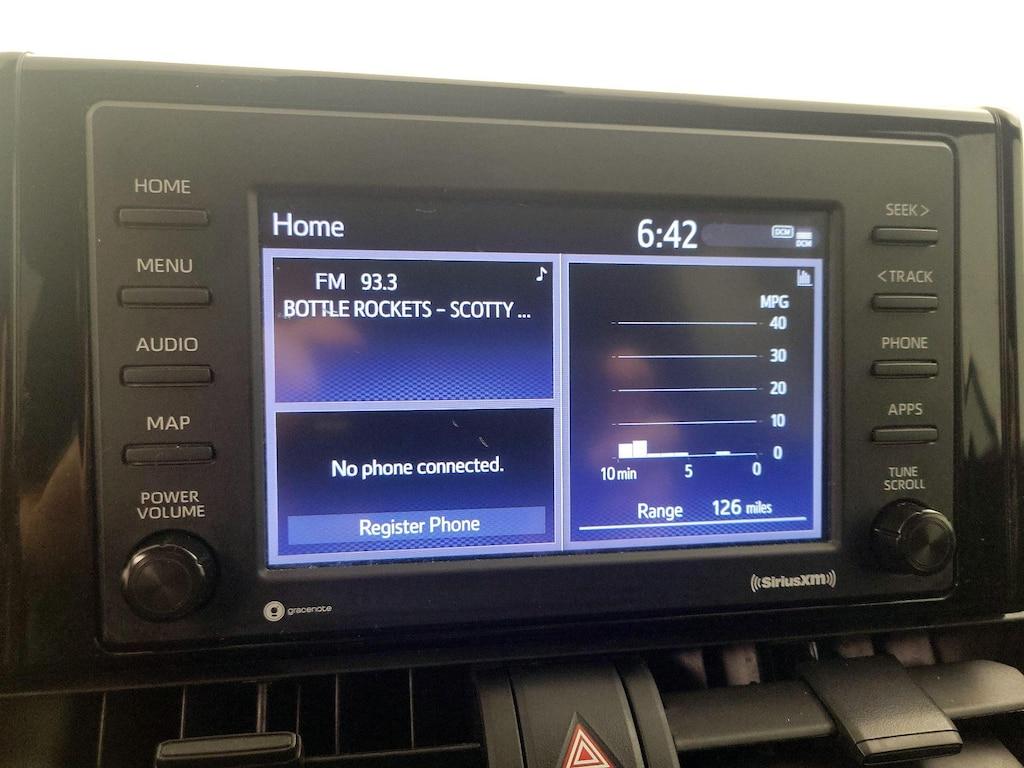 HOME
MENU
AUDIO
MAP
POWER
VOLUME
gracenote
Home
6:42
DCM
DCM
FM 93.3
BOTTLE ROCKETS - SCOTTY ...
No phone connected.
Register Phone
MPG
40
30
20
10
0
10 min 5 0
Range 126 miles
SEEK >
< TRACK
PHONE
APPS
TUNE
SCROLL
((SiriusXM))